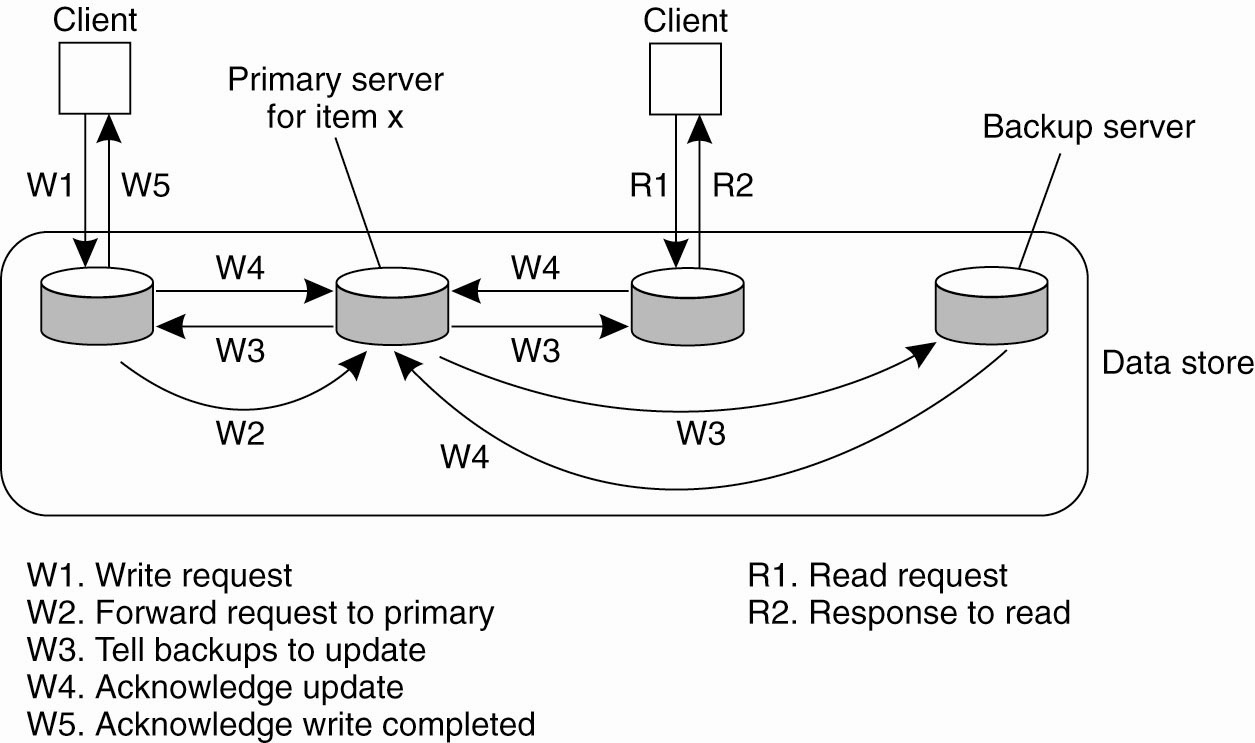 Client
Client
Primary server
for item x
Backup server
W1
W5
R1
R2
W4
W4
W3
W3
W2
W3
W4
Data store
W1. Write request
W2. Forward request to primary
W3. Tell backups to update
W4. Acknowledge update
W5. Acknowledge write completed
R1. Read request
R2. Response to read